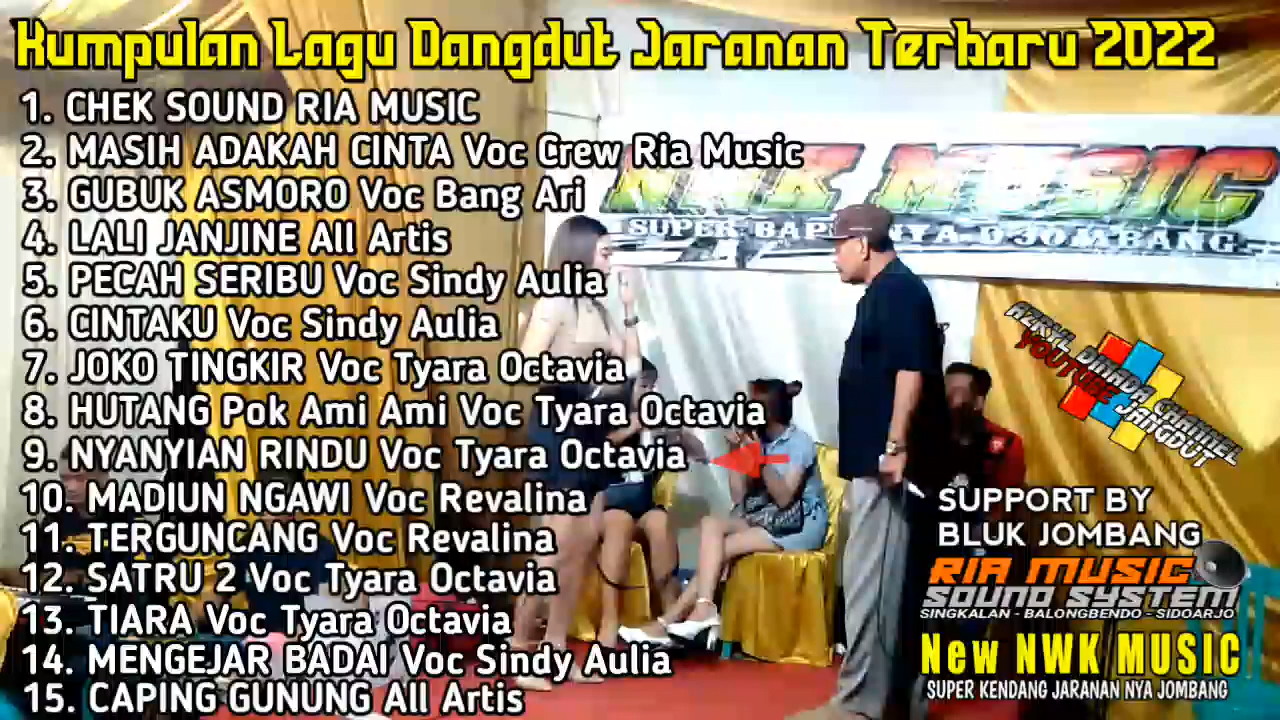 Kumpulan Lagu Dangdut Jaranan Terbaru 2022
1. CHEK SOUND RIA MUSIC
2. MASIH ADAKAH CINTA Voc Crew Ria Music
3. GUBUK ASMORO Voc Bang Ari
4. LALI JANJINE All Artis
5. PECAH SERIBU Voc Sindy Aulia
6. CINTAKU Voc Sindy Aulia
7. JOKO TINGKIR Voc Tyara Octavia
8. HUTANG Pok Ami Ami Voc Tyara Octavia
9. NYANYIAN RINDU Voc Tyara Octavia
10. MADIUN NGAWI Voc Revalina
11. TERGUNCANG Voc Revalina
12. SATRU 2 Voc Tyara Octavia
13. TIARA Voc Tyara Octavia
14. MENGEJAR BADAI Voc Sindy Aulia
15. CAPING GUNUNG All Artis
NWK MUSIC
SUPER
JOMBANG
AZRYL DMADA CHANNEL
YOUTUBE JANGDUT
SUPPORT BY
BLUK JOMBANG
RIA MUSIC
SOUND SYSTEM
SINGKALAN - BALONGBENDO - SIDOARJO
New NWK MUSIC
SUPER KENDANG JARANAN NYA JOMBANG